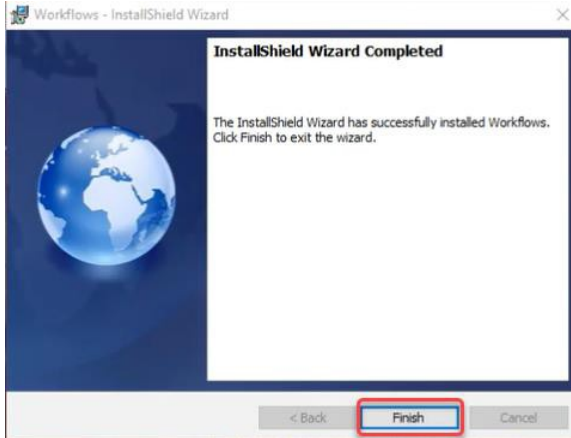 Workflows - InstallShield Wizard
InstallShield Wizard Completed
The InstallShield Wizard has successfully installed Workflows.
Click Finish to exit the wizard.
< Back
Finish
Cancel